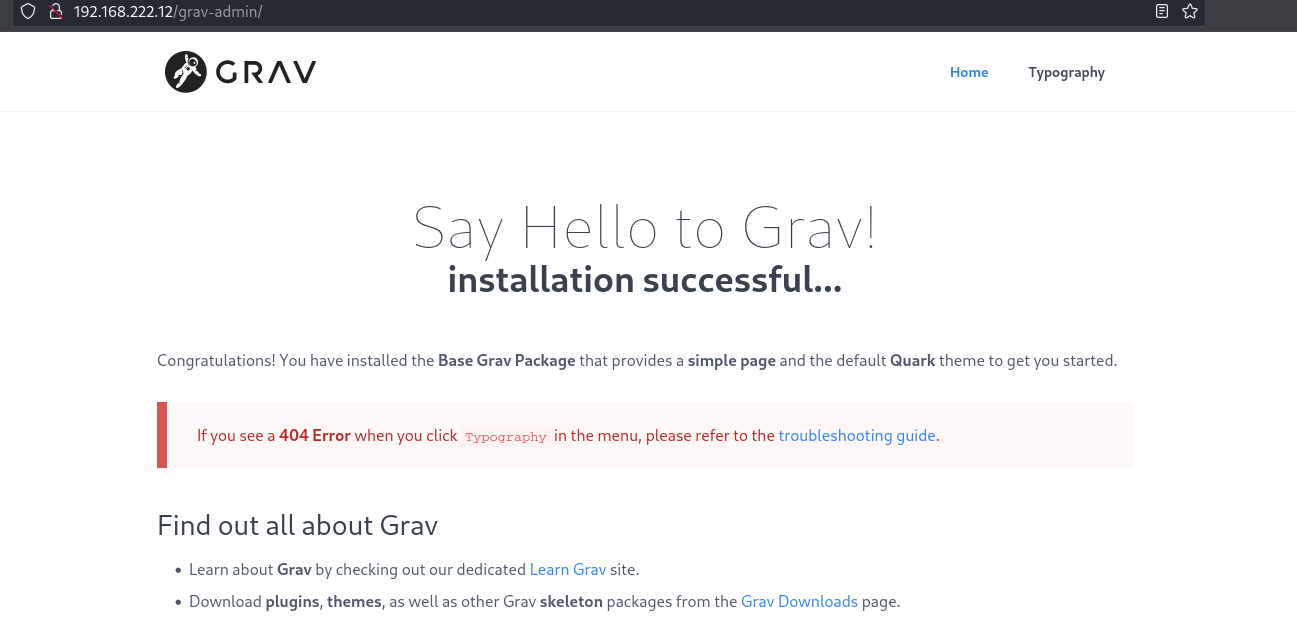 192.168.222.12/grav-admin/
GRAV
Home
Typography
Say Hello to Grav!
installation successful...
Congratulations! You have installed the Base Grav Package that provides a simple page and the default Quark theme to get you started.
If you see a 404 Error when you click Typography in the menu, please refer to the troubleshooting guide.
Find out all about Grav
• Learn about Grav by checking out our dedicated Learn Grav site.
• Download plugins, themes, as well as other Grav skeleton packages from the Grav Downloads page.